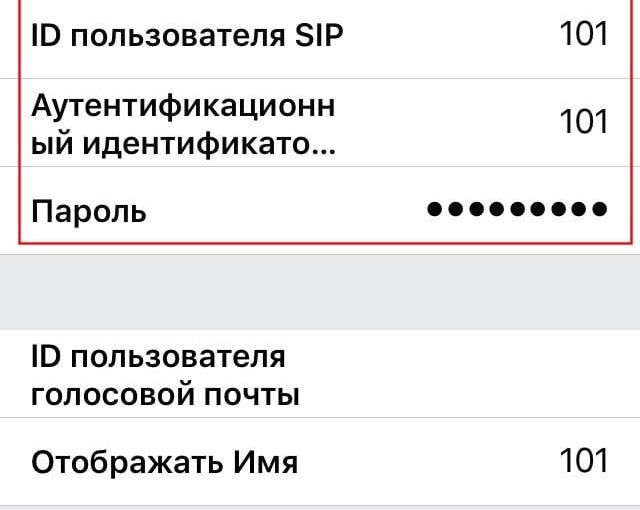 ID пользователя SIP 101
Аутентификационн
ый идентификато... 101
Пароль ●●●●●●●●●
ID пользователя
голосовой почты
Отображать Имя 101